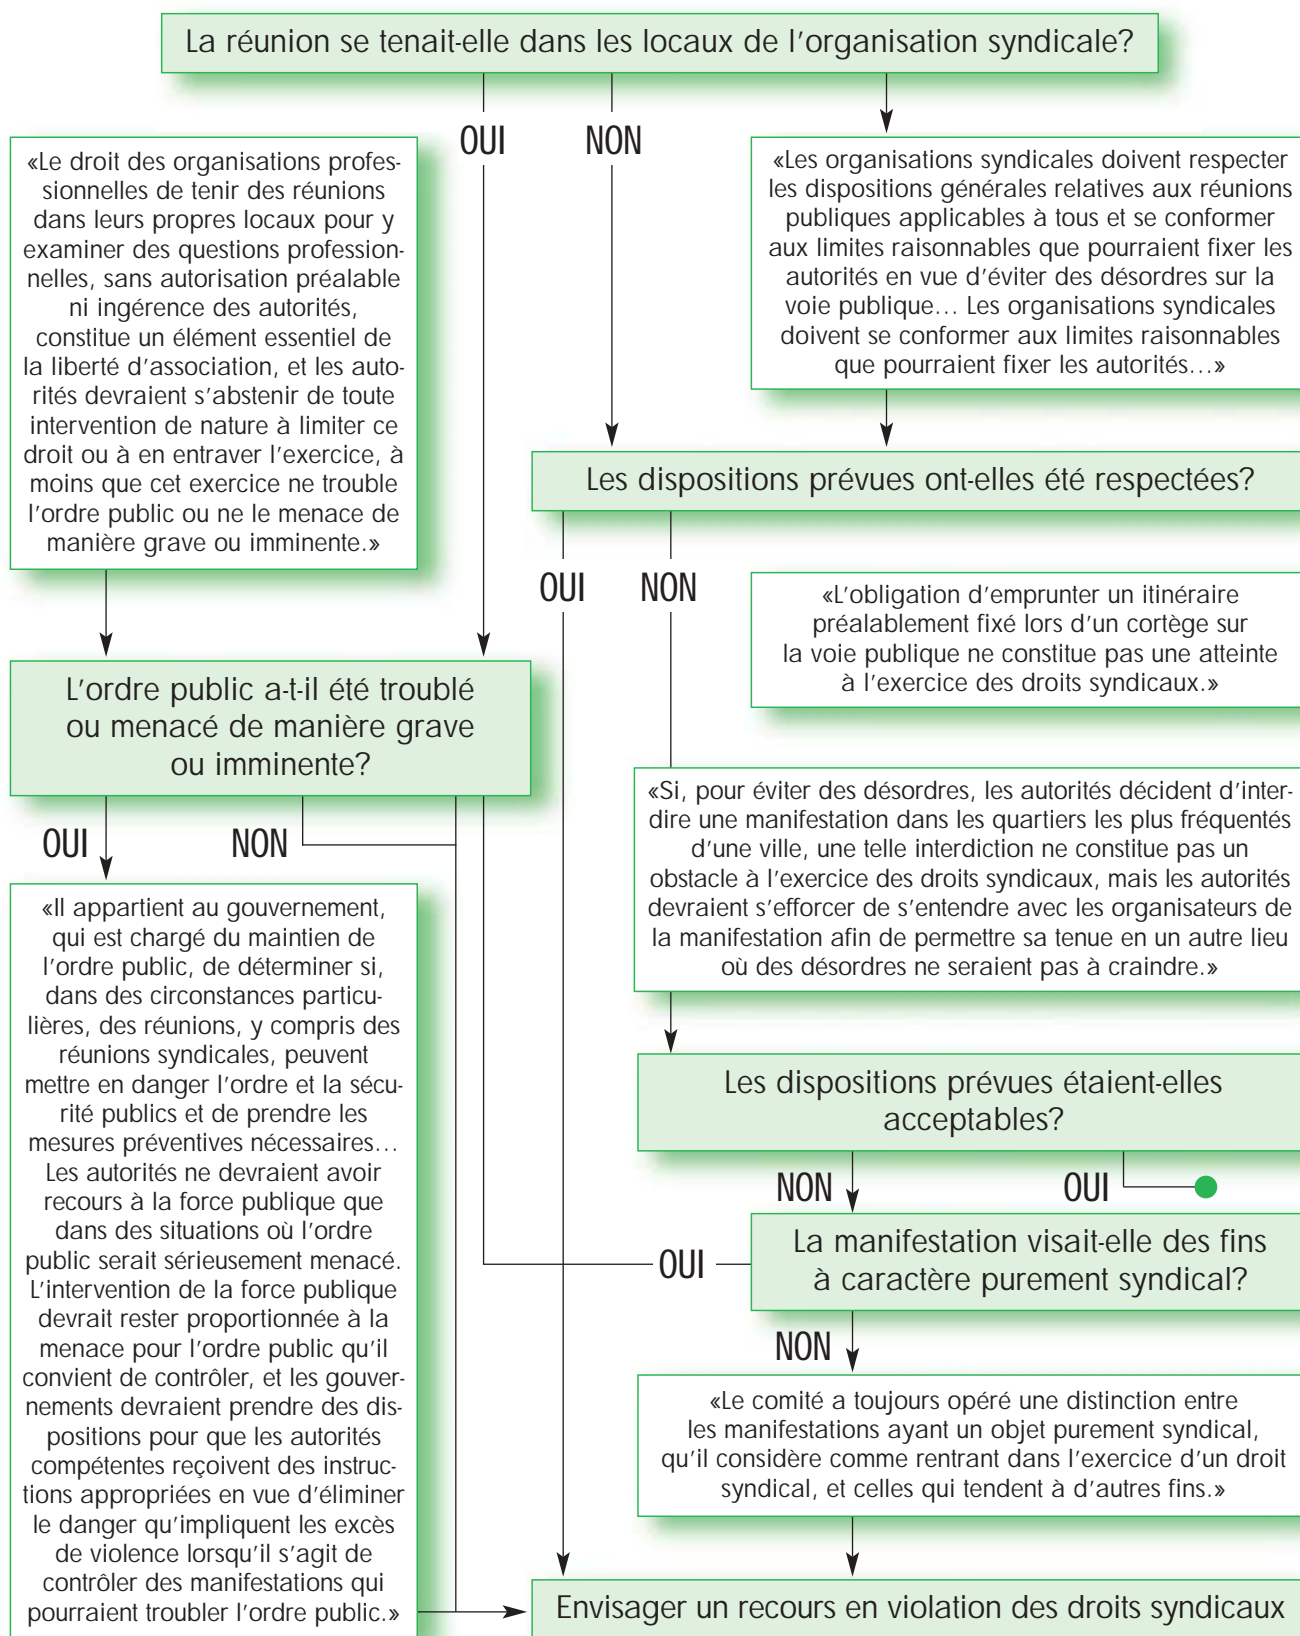 La réunion se tenait-elle dans les locaux de l'organisation syndicale?
OUI
NON
«Le droit des organisations profes-
sionnelles de tenir des réunions
dans leurs propres locaux pour y
examiner des questions profession-
nelles, sans autorisation préalable
ni ingérence des autorités,
constitue un élément essentiel de
la liberté d'association, et les auto-
rités devraient s'abstenir de toute
intervention de nature à limiter ce
droit ou à en entraver l'exercice, à
moins que cet exercice ne trouble
l'ordre public ou ne le menace de
manière grave ou imminente.»
«Les organisations syndicales doivent respecter
les dispositions générales relatives aux réunions
publiques applicables à tous et se conformer
aux limites raisonnables que pourraient fixer les
autorités en vue d'éviter des désordres sur la
voie publique… Les organisations syndicales
doivent se conformer aux limites raisonnables
que pourraient fixer les autorités…»
Les dispositions prévues ont-elles été respectées?
OUI
NON
«L'obligation d'emprunter un itinéraire
préalablement fixé lors d'un cortège sur
la voie publique ne constitue pas une atteinte
à l'exercice des droits syndicaux.»
L'ordre public a-t-il été troublé
ou menacé de manière grave
ou imminente?
OUI
NON
«Si, pour éviter des désordres, les autorités décident d'inter-
dire une manifestation dans les quartiers les plus fréquentés
d'une ville, une telle interdiction ne constitue pas un
obstacle à l'exercice des droits syndicaux, mais les autorités
devraient s'efforcer de s'entendre avec les organisateurs de
la manifestation afin de permettre sa tenue en un autre lieu
où des désordres ne seraient pas à craindre.»
«Il appartient au gouvernement,
qui est chargé du maintien de
l'ordre public, de déterminer si,
dans des circonstances particu-
lières, des réunions, y compris des
réunions syndicales, peuvent
mettre en danger l'ordre et la sécu-
rité publics et de prendre les
mesures préventives nécessaires…
Les autorités ne devraient avoir
recours à la force publique que
dans des situations où l'ordre
public serait sérieusement menacé.
L'intervention de la force publique
devrait rester proportionnée à la
menace pour l'ordre public qu'il
convient de contrôler, et les gouver-
nements devraient prendre des dis-
positions pour que les autorités
compétentes reçoivent des instruc-
tions appropriées en vue d'éliminer
le danger qu'impliquent les excès
de violence lorsqu'il s'agit de
contrôler des manifestations qui
pourraient troubler l'ordre public.»
Les dispositions prévues étaient-elles
acceptables?
NON
OUI
La manifestation visait-elle des fins
à caractère purement syndical?
OUI
NON
«Le comité a toujours opéré une distinction entre
les manifestations ayant un objet purement syndical,
qu'il considère comme rentrant dans l'exercice d'un droit
syndical, et celles qui tendent à d'autres fins.»
Envisager un recours en violation des droits syndicaux